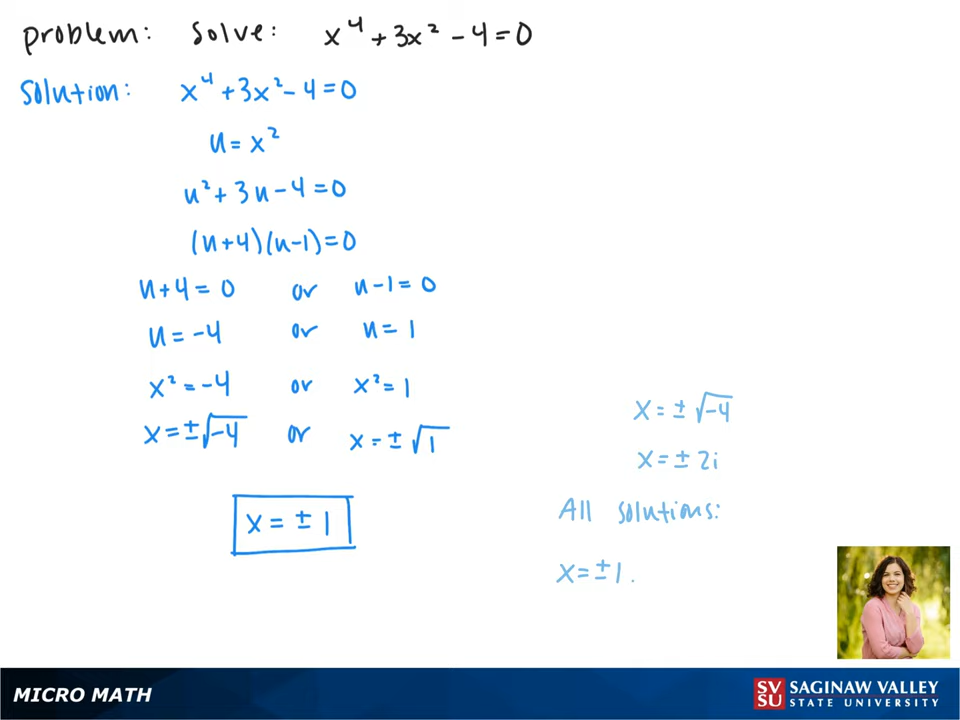 problem: solve: x⁴ + 3x² - 4 = 0
Solution: x⁴ + 3x² - 4 = 0
u = x²
u² + 3u - 4 = 0
(u+4)(u-1) = 0
u + 4 = 0 or u - 1 = 0
u = -4 or u = 1
x² = -4 or x² = 1
x = ±√-4 or x = ±√1
x = ± 1
x = ± √-4
x = ± 2i
All solutions:
x = ± 1 .
MICRO MATH
SV SU SAGINAW VALLEY
STATE UNIVERSITY